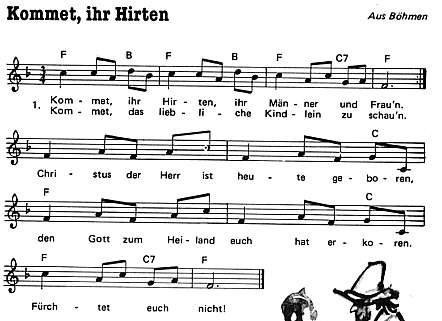 Kommet, ihr Hirten
Aus Böhmen
F B F B F C7 F
1. Kom - met, ihr Hir - ten, ihr Män - ner und Frau'n.
Kom - met, das lieb - li - che Kind - lein zu schau'n.
F C
Chri - stus der Herr ist heu - te ge - bo - ren,
F C
den Gott zum Hei - land euch hat er - ko - ren.
F F C7 F
Fürch - tet euch nicht!